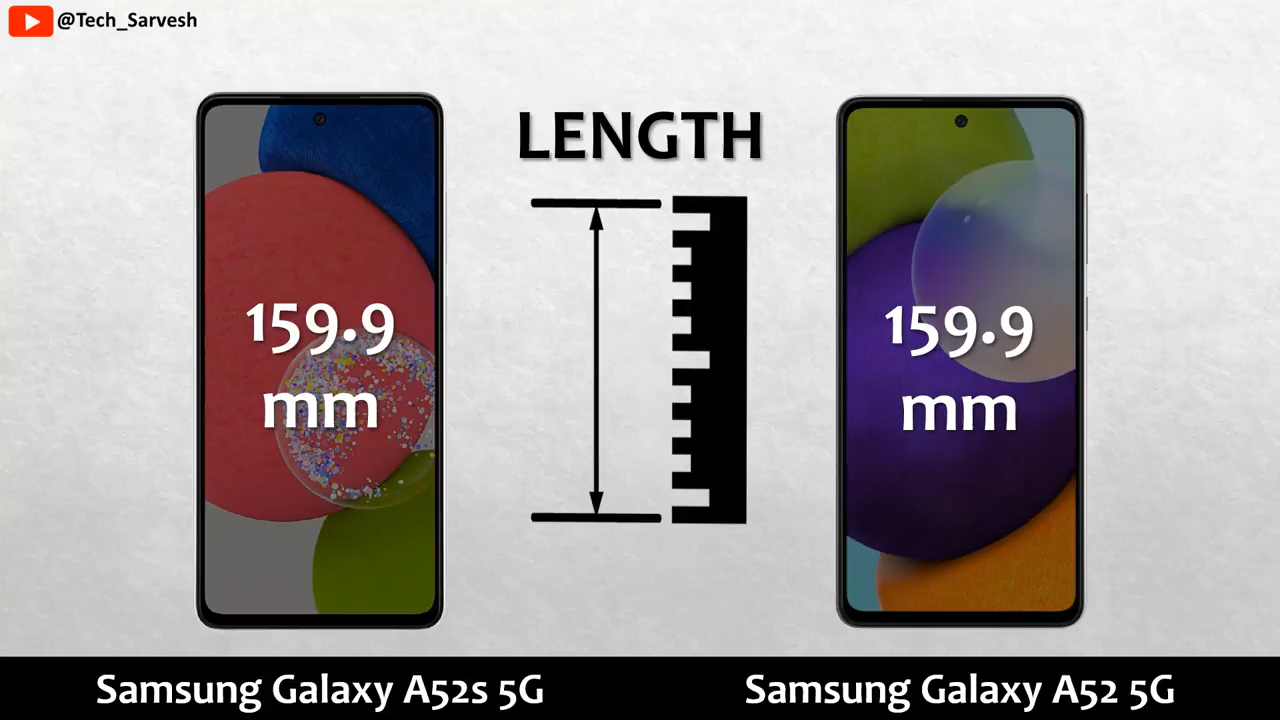 @Tech_Sarvesh
LENGTH
159.9
mm
159.9
mm
Samsung Galaxy A52s 5G
Samsung Galaxy A52 5G